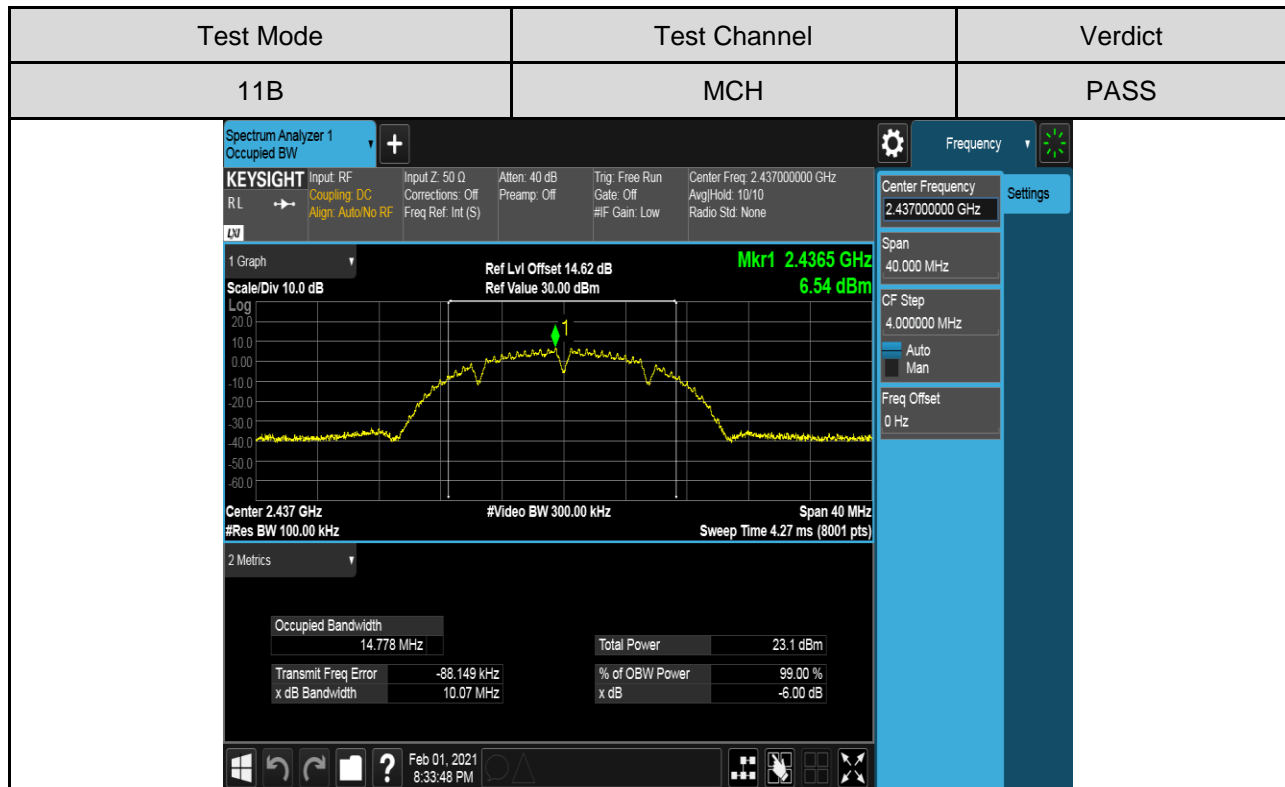 Test Mode Test Channel Verdict
11B MCH PASS
Spectrum Analyzer 1
Occupied BW
+
Frequency
KEYSIGHT
R L
LXI
Input: RF
Coupling: DC
Align: Auto/No RF
Input Z: 50 Ω
Corrections: Off
Freq Ref: Int (S)
Atten: 40 dB
Preamp: Off
Trig: Free Run
Gate: Off
#IF Gain: Low
Center Freq: 2.437000000 GHz
Avg|Hold: 10/10
Radio Std: None
Center Frequency
2.437000000 GHz
Settings
Span
40.000 MHz
CF Step
4.000000 MHz
Auto
Man
Freq Offset
0 Hz
1 Graph
Scale/Div 10.0 dB
Ref Lvl Offset 14.62 dB
Ref Value 30.00 dBm
Mkr1 2.4365 GHz
6.54 dBm
Log
20.0
10.0
0.00
-10.0
-20.0
-30.0
-40.0
-50.0
-60.0
1
Center 2.437 GHz #Video BW 300.00 kHz Span 40 MHz
#Res BW 100.00 kHz Sweep Time 4.27 ms (8001 pts)
2 Metrics
Occupied Bandwidth
14.778 MHz
Total Power 23.1 dBm
Transmit Freq Error -88.149 kHz
% of OBW Power 99.00 %
x dB Bandwidth 10.07 MHz
x dB -6.00 dB
?
Feb 01, 2021
8:33:48 PM